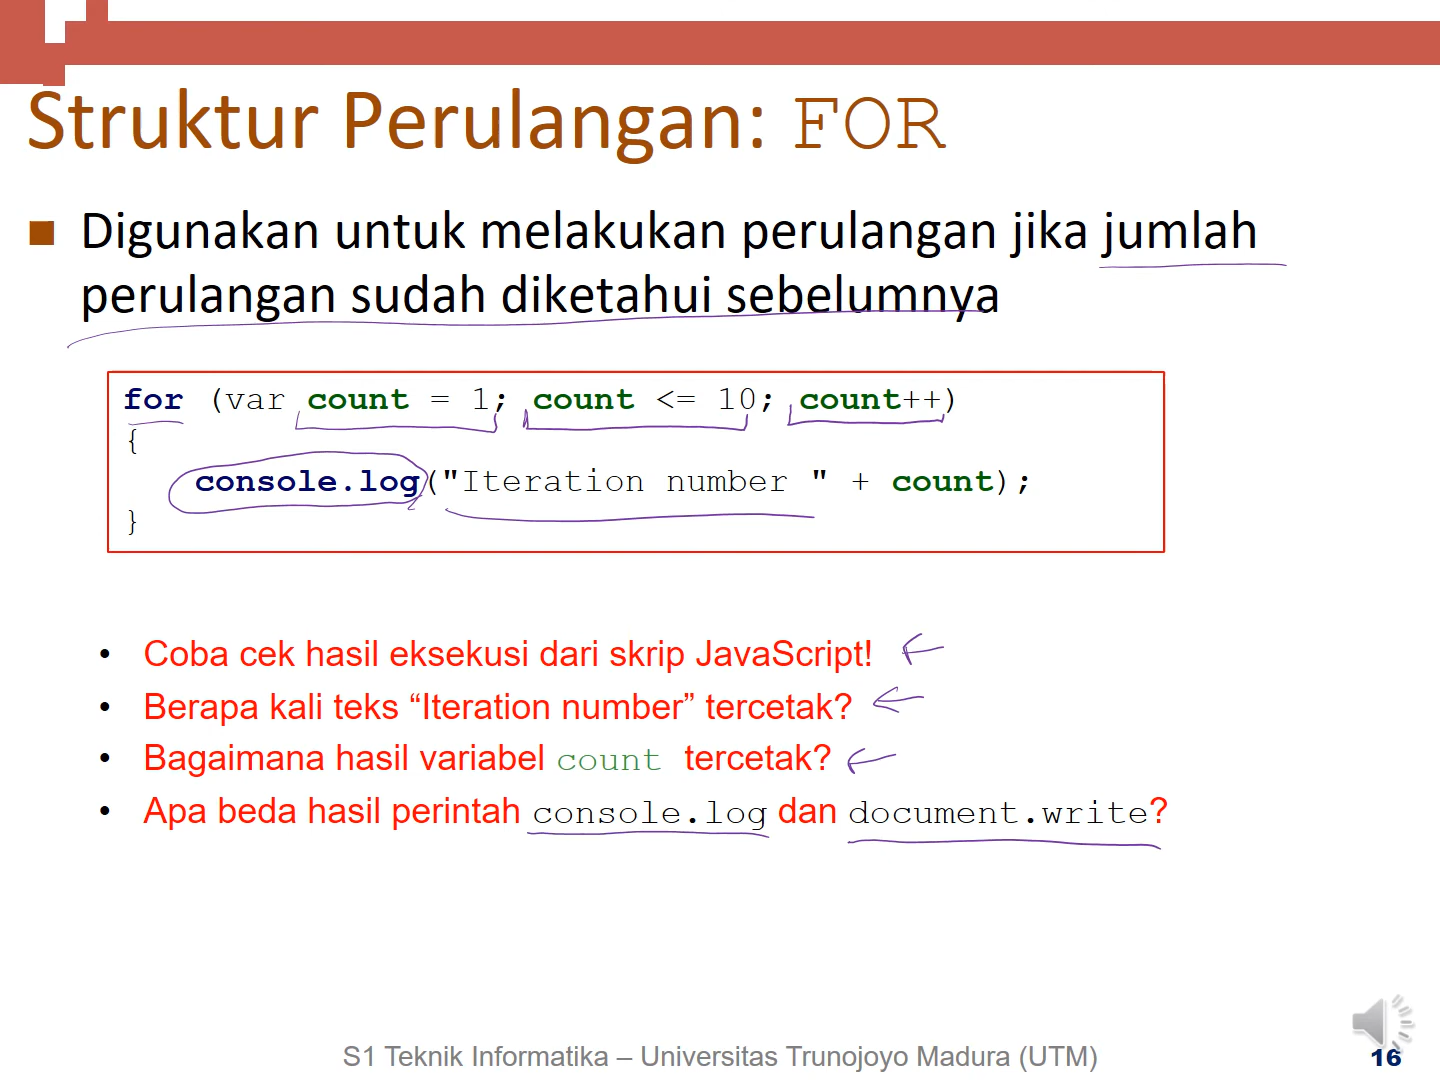 Struktur Perulangan: FOR
Digunakan untuk melakukan perulangan jika jumlah
perulangan sudah diketahui sebelumnya
for (var count = 1; count <= 10; count++)
{
console.log("Iteration number " + count);
}
• Coba cek hasil eksekusi dari skrip JavaScript!
• Berapa kali teks “Iteration number” tercetak?
• Bagaimana hasil variabel count tercetak?
• Apa beda hasil perintah console.log dan document.write?
S1 Teknik Informatika – Universitas Trunojoyo Madura (UTM)
16